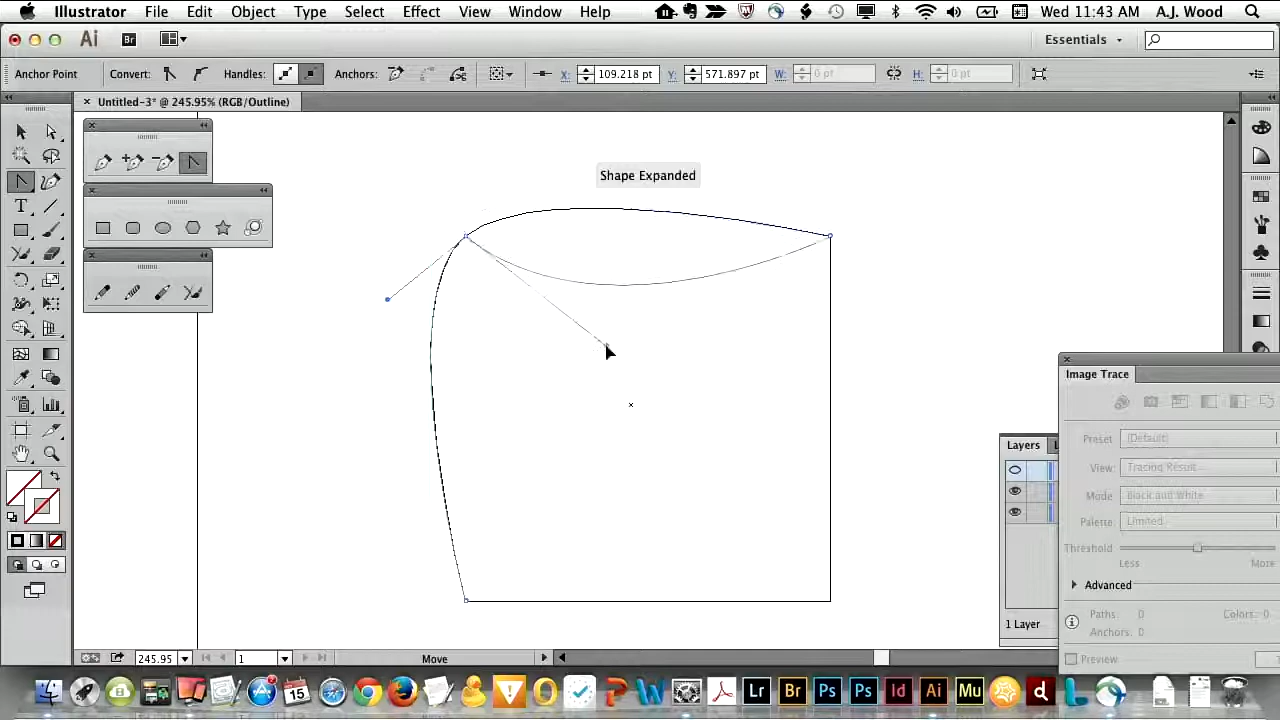 Illustrator File Edit Object Type Select Effect View Window Help Wed 11:43 AM A.J. Wood
Ai Br Essentials
Anchor Point Convert: Handles: Anchors: X: 109.218 pt Y: 571.897 pt W: 0 pt H: 0 pt
Untitled-3* @ 245.95% (RGB/Outline)
Shape Expanded
T
Image Trace
Preset (Default)
Layers
View: Tracing Result
Mode Black and White
Palette: Limited
Threshold
Less More
Advanced
Paths: 0 Colors: 0
1 Layer
Anchors: 0
Preview
245.95 1 Move
15 Lr Br Ps Ps Id Ai Mu